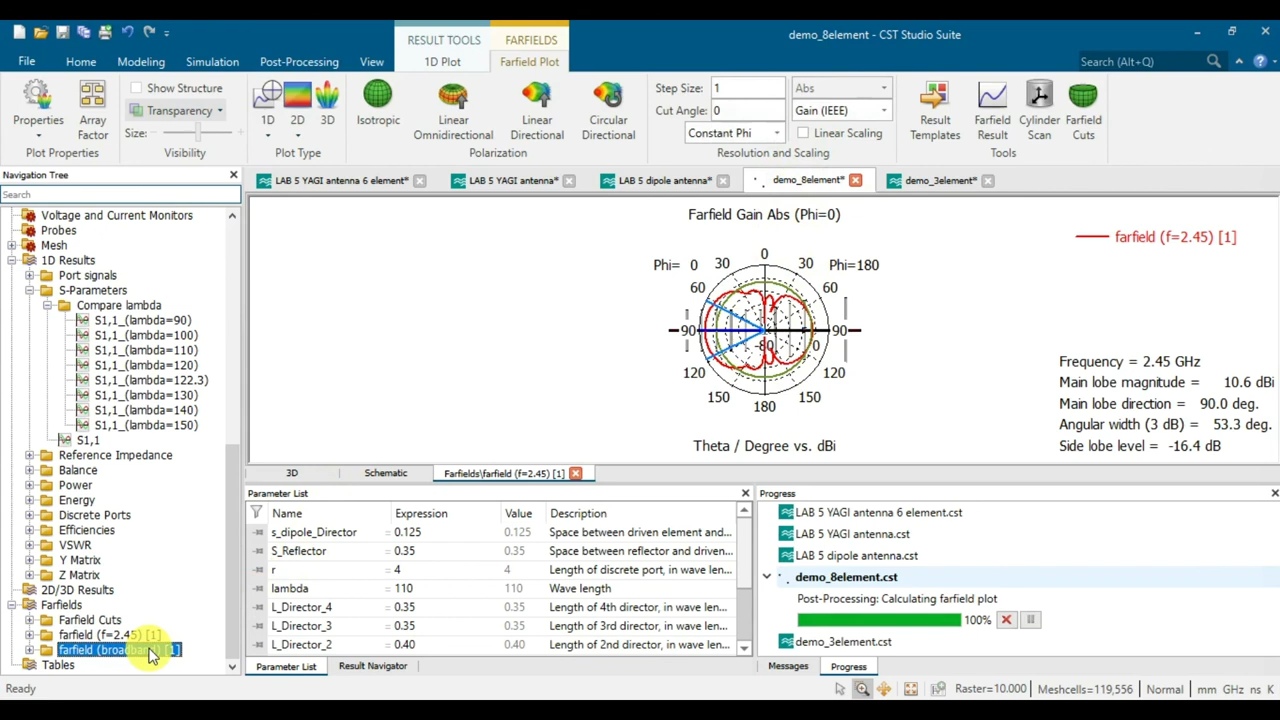 RESULT TOOLS
FARFIELDS
demo_8element - CST Studio Suite
File
Home
Modeling
Simulation
Post-Processing
View
1D Plot
Farfield Plot
Search (Alt+Q)
Properties
Array Factor
Show Structure
Transparency
Size:
1D
2D
3D
Isotropic
Linear Omnidirectional
Linear Directional
Circular Directional
Step Size: 1
Abs
Cut Angle: 0
Gain (IEEE)
Constant Phi
Linear Scaling
Result Templates
Farfield Result
Cylinder Scan
Farfield Cuts
Plot Properties
Visibility
Plot Type
Polarization
Resolution and Scaling
Tools
Navigation Tree
Search
LAB 5 YAGI antenna 6 element*
LAB 5 YAGI antenna*
LAB 5 dipole antenna*
demo_8element*
demo_3element*
Voltage and Current Monitors
Probes
Mesh
1D Results
Port signals
S-Parameters
Compare lambda
S1,1_(lambda=90)
S1,1_(lambda=100)
S1,1_(lambda=110)
S1,1_(lambda=120)
S1,1_(lambda=122.3)
S1,1_(lambda=130)
S1,1_(lambda=140)
S1,1_(lambda=150)
S1,1
Reference Impedance
Balance
Power
Energy
Discrete Ports
Efficiencies
VSWR
Y Matrix
Z Matrix
2D/3D Results
Farfields
Farfield Cuts
farfield (f=2.45) [1]
farfield (broadband) [1]
Tables
Farfield Gain Abs (Phi=0)
farfield (f=2.45) [1]
0
Phi= 0 30 30 Phi=180
60 60
90 -80 0 90
120 120
150 150
180
Theta / Degree vs. dBi
Frequency = 2.45 GHz
Main lobe magnitude = 10.6 dBi
Main lobe direction = 90.0 deg.
Angular width (3 dB) = 53.3 deg.
Side lobe level = -16.4 dB
3D
Schematic
Farfields\farfield (f=2.45) [1]
Parameter List
Name Expression Value Description
s_dipole_Director = 0.125 0.125 Space between driven element and...
S_Reflector = 0.35 0.35 Space between reflector and driven...
r = 4 4 Length of discrete port, in wave len...
lambda = 110 110 Wave length
L_Director_4 = 0.35 0.35 Length of 4th director, in wave len...
L_Director_3 = 0.35 0.35 Length of 3rd director, in wave len...
L_Director_2 = 0.40 0.40 Length of 2nd director, in wave len...
Parameter List
Result Navigator
Progress
LAB 5 YAGI antenna 6 element.cst
LAB 5 YAGI antenna.cst
LAB 5 dipole antenna.cst
demo_8element.cst
Post-Processing: Calculating farfield plot
100%
demo_3element.cst
Messages
Progress
Ready
Raster=10.000
Meshcells=119,556
Normal
mm GHz ns K